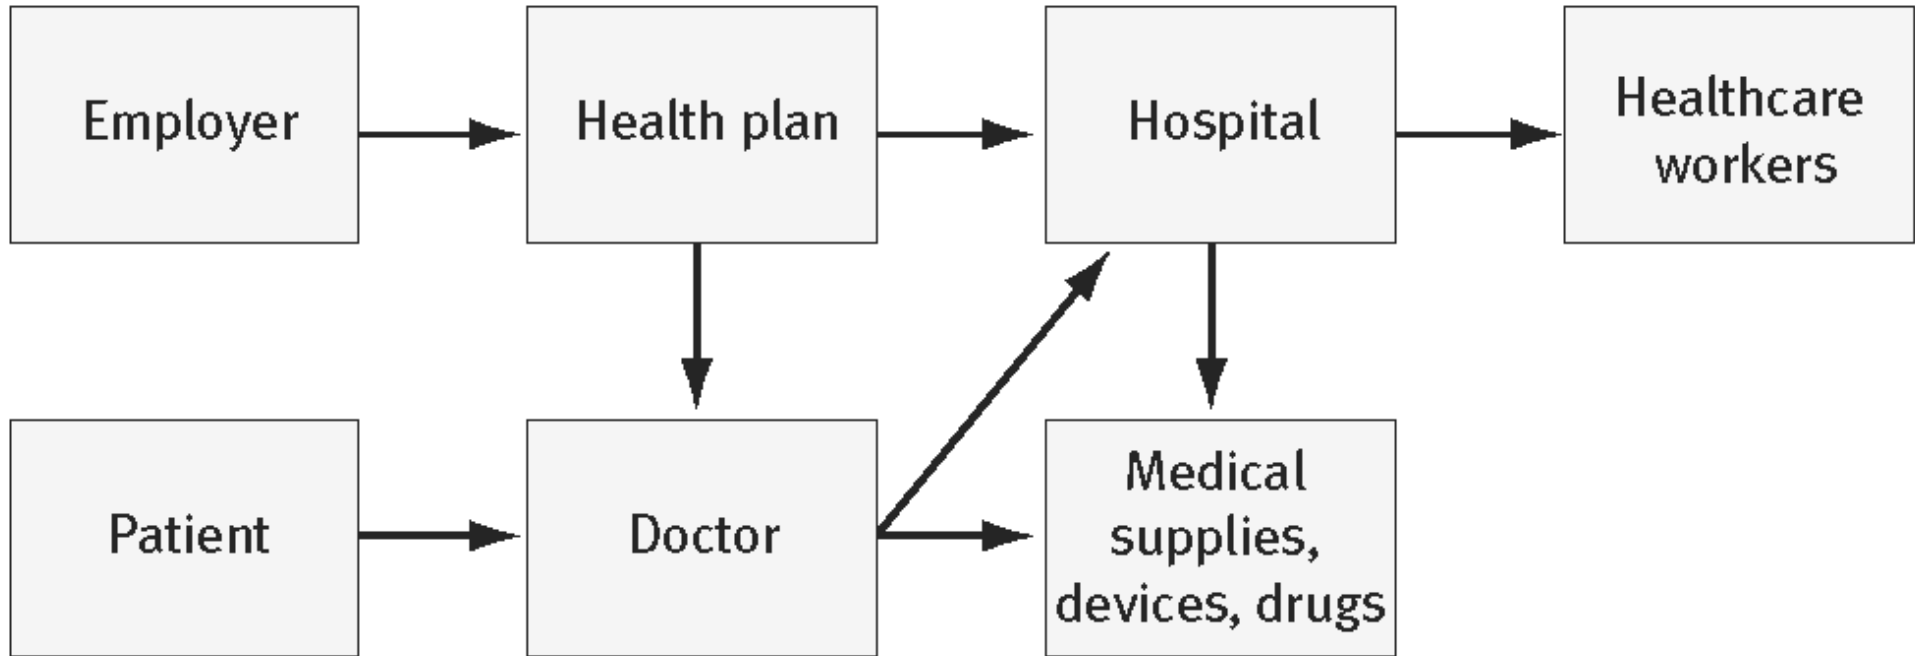 Employer
Health plan
Hospital
Healthcare
workers
Patient
Doctor
Medical
supplies,
devices, drugs